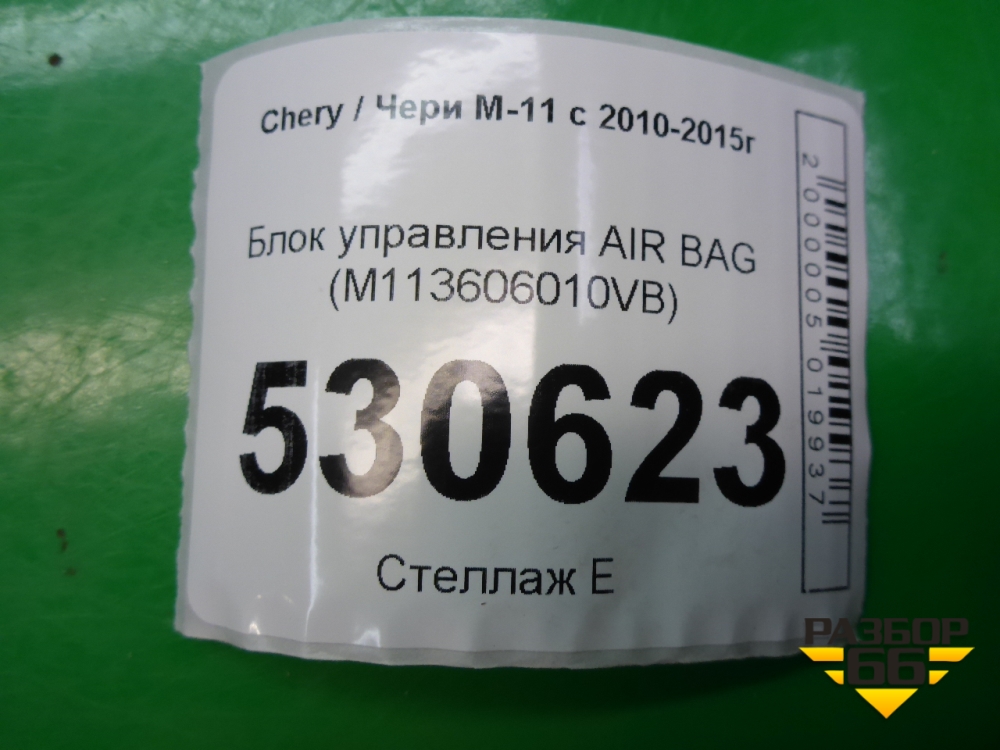 Chery / Чери М-11 с 2010-2015г
Блок управления AIR BAG
(M113606010VB)
530623
Стеллаж Е
2000005019937
РАЗБОР
66